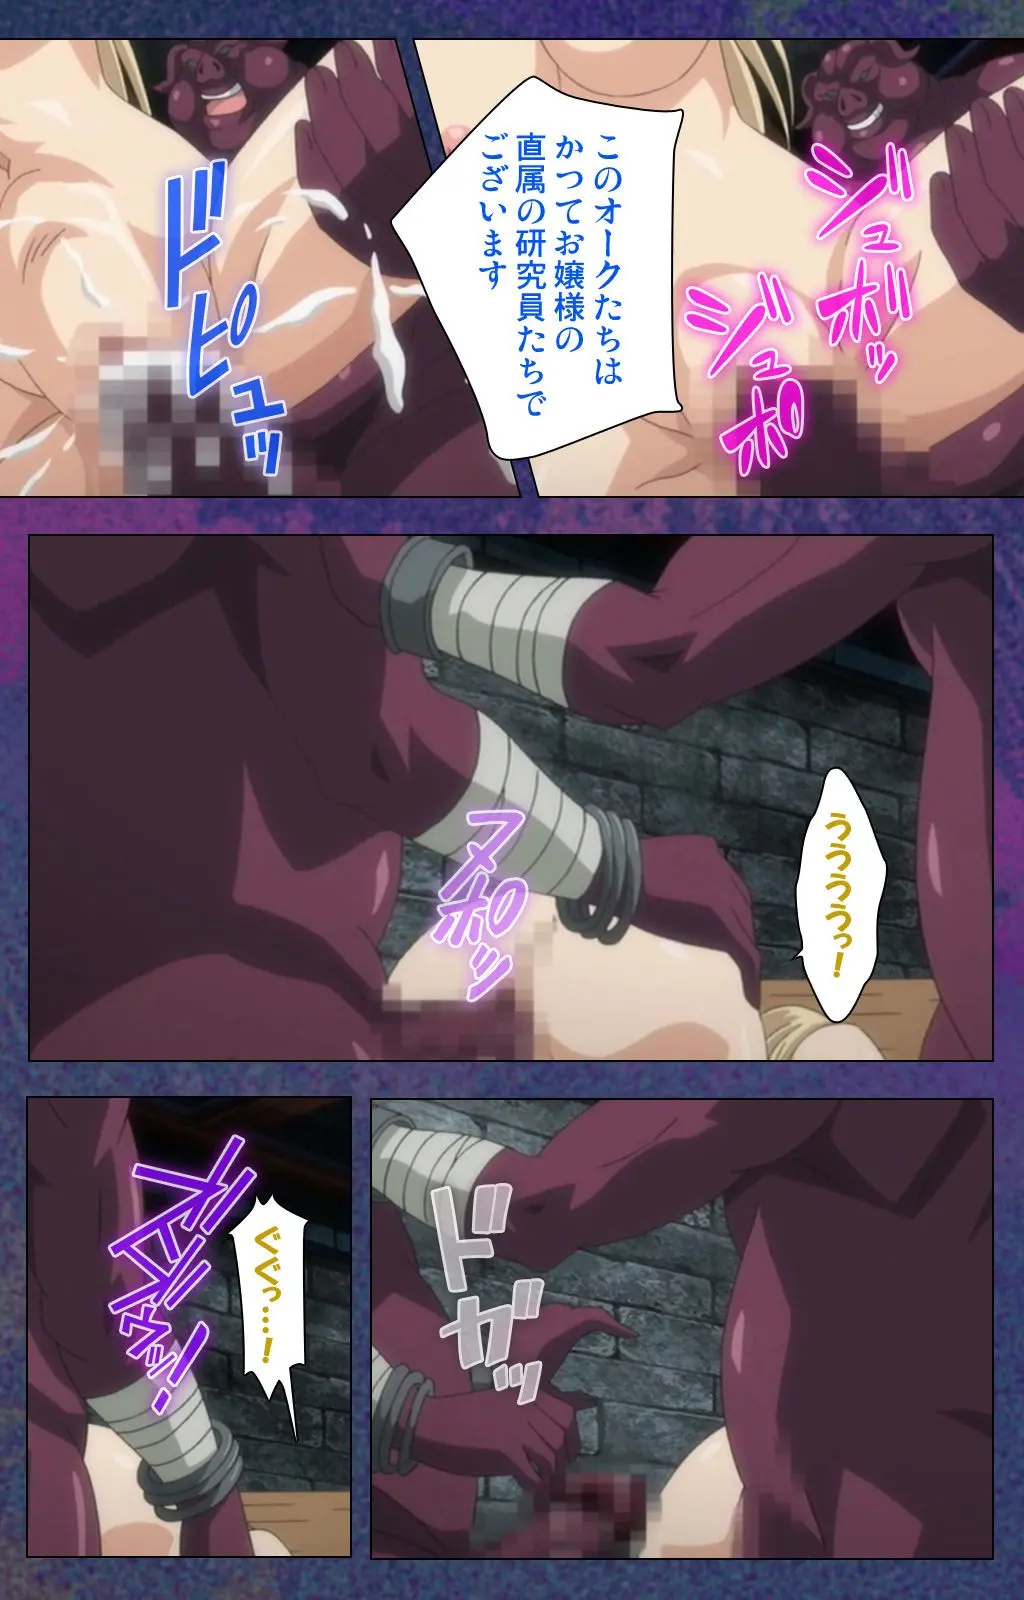 ジュボッ
ジュポッ
このオークたちは
かつてお嬢様の
直属の研究員たちで
ございます
ドピュッ
ううううっ!
ヌポッ
ドガッ
ぐぐっ…!